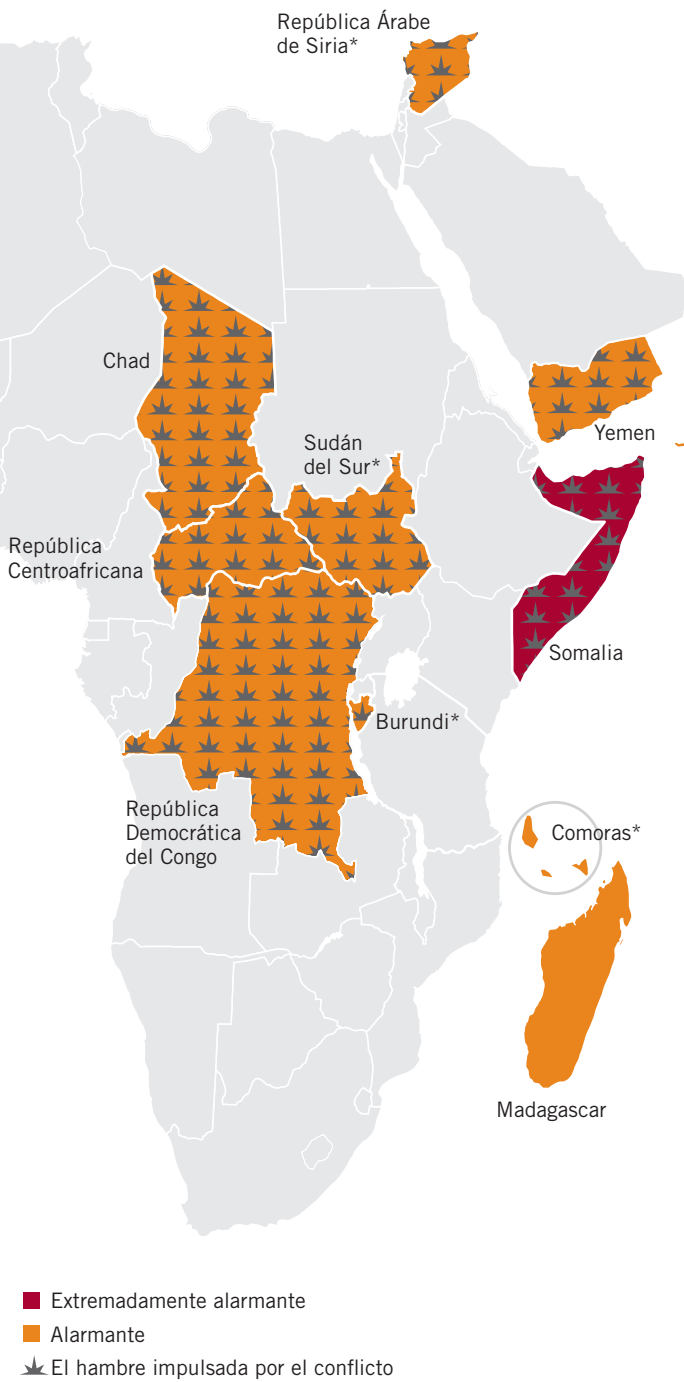 República Árabe
de Siria*
Chad
Yemen
Sudán
del Sur*
República
Centroafricana
Somalia
Burundi*
República
Democrática
del Congo
Comoras*
Madagascar
Extremadamente alarmante
Alarmante
El hambre impulsada por el conflicto